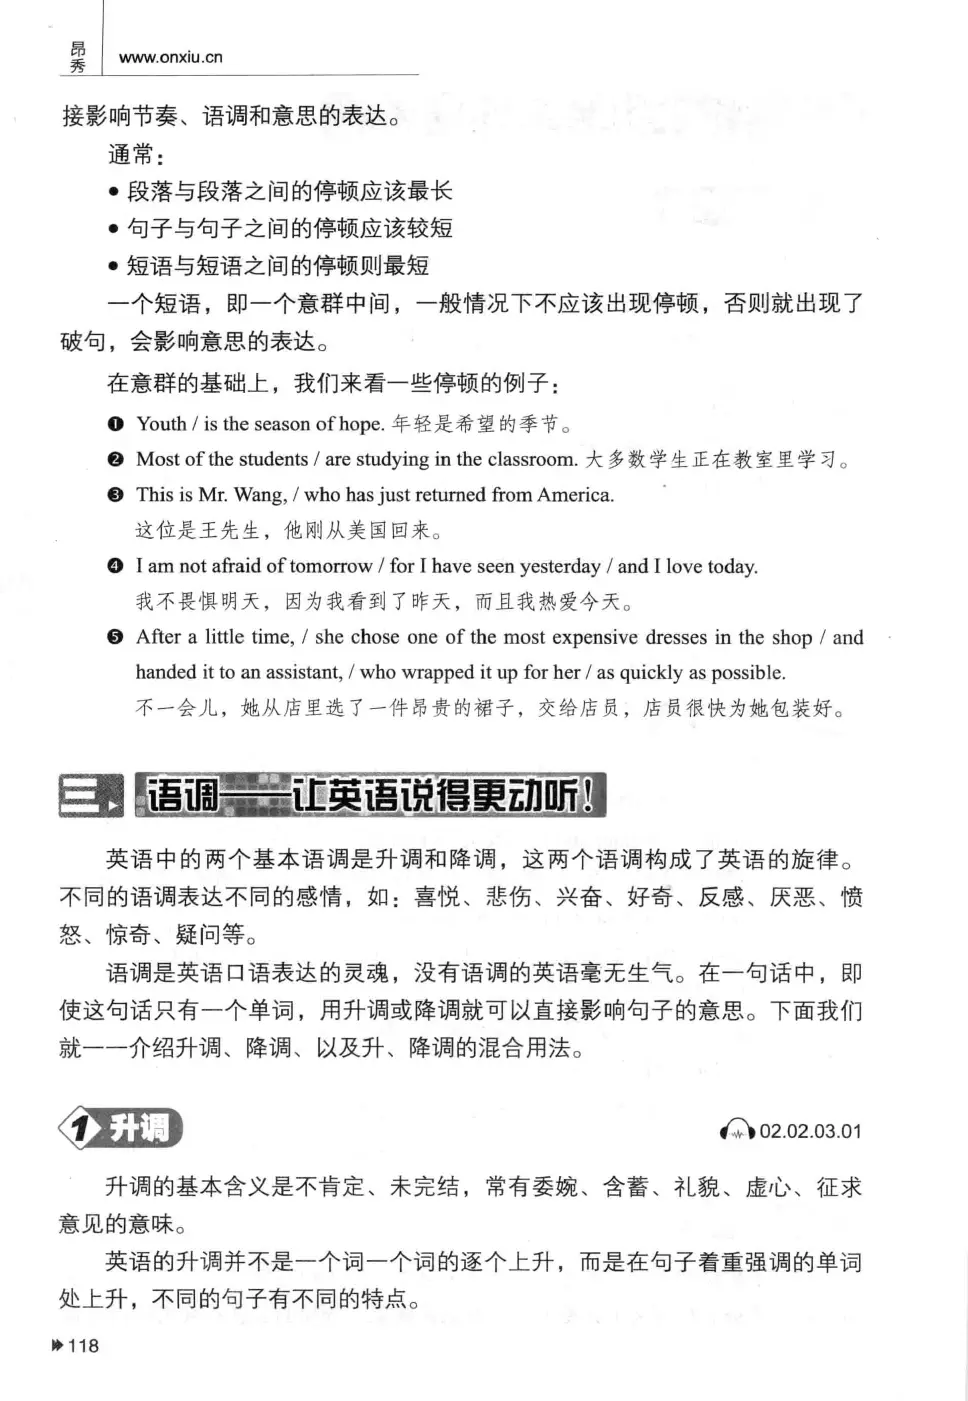 昂秀
www.onxiu.cn
接影响节奏、语调和意思的表达。
通常：
● 段落与段落之间的停顿应该最长
● 句子与句子之间的停顿应该较短
● 短语与短语之间的停顿则最短
一个短语，即一个意群中间，一般情况下不应该出现停顿，否则就出现了
破句，会影响意思的表达。
在意群的基础上，我们来看一些停顿的例子：
❶ Youth / is the season of hope. 年轻是希望的季节。
❷ Most of the students / are studying in the classroom. 大多数学生正在教室里学习。
❸ This is Mr. Wang, / who has just returned from America.
这位是王先生，他刚从美国回来。
❹ I am not afraid of tomorrow / for I have seen yesterday / and I love today.
我不畏惧明天，因为我看到了昨天，而且我热爱今天。
❺ After a little time, / she chose one of the most expensive dresses in the shop / and
handed it to an assistant, / who wrapped it up for her / as quickly as possible.
不一会儿，她从店里选了一件昂贵的裙子，交给店员，店员很快为她包装好。
三、语调——让英语说得更动听！
英语中的两个基本语调是升调和降调，这两个语调构成了英语的旋律。
不同的语调表达不同的感情，如：喜悦、悲伤、兴奋、好奇、反感、厌恶、愤
怒、惊奇、疑问等。
语调是英语口语表达的灵魂，没有语调的英语毫无生气。在一句话中，即
使这句话只有一个单词，用升调或降调就可以直接影响句子的意思。下面我们
就一一介绍升调、降调、以及升、降调的混合用法。
1 升调
02.02.03.01
升调的基本含义是不肯定、未完结，常有委婉、含蓄、礼貌、虚心、征求
意见的意味。
英语的升调并不是一个词一个词的逐个上升，而是在句子着重强调的单词
处上升，不同的句子有不同的特点。
118